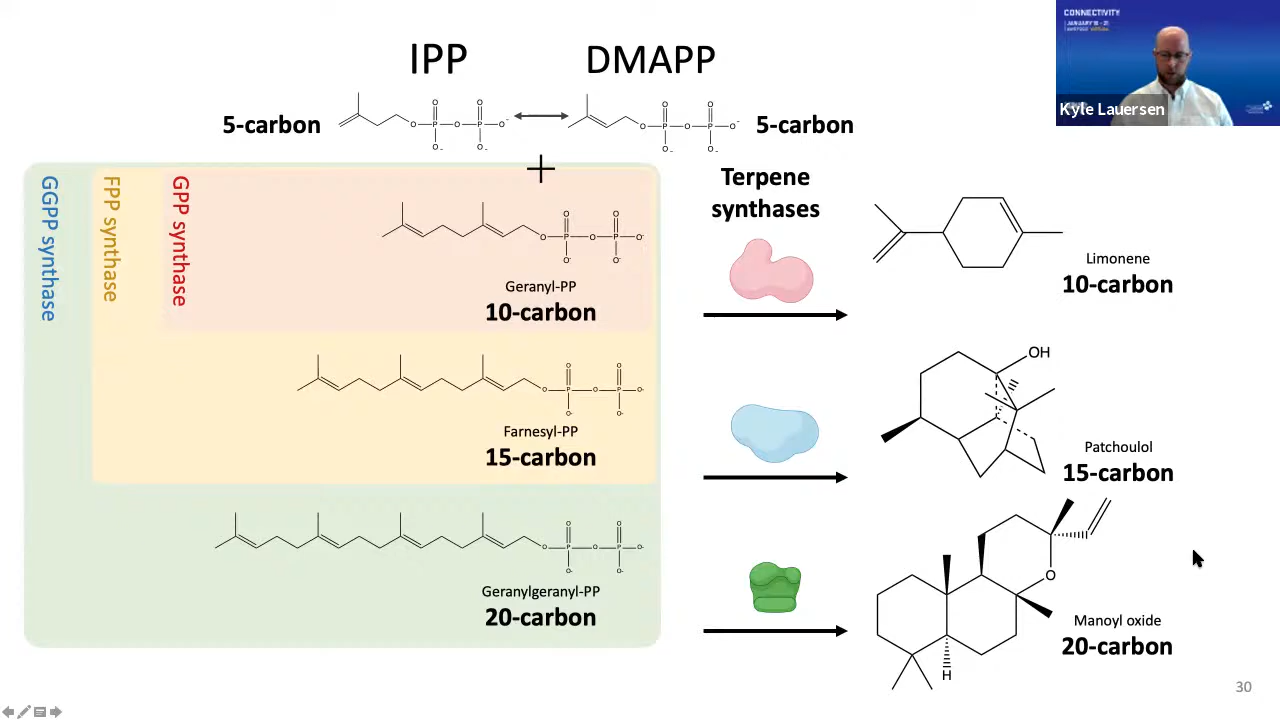 CONNECTIVITY
JANUARY 16 - 21
Kyle Lauersen
IPP
DMAPP
5-carbon
O
P
O
P
O-
O
O
O-
O-
O
P
O
P
O-
O
O
O-
O-
5-carbon
+
GGPP synthase
FPP synthase
GPP synthase
O
P
O
P
O-
O
O
O-
O-
Geranyl-PP
10-carbon
Terpene
synthases
Limonene
10-carbon
O
P
O
P
O-
O
O
O-
O-
Farnesyl-PP
15-carbon
OH
Patchoulol
15-carbon
O
P
O
P
O-
O
O
O-
O-
Geranylgeranyl-PP
20-carbon
O
H
Manoyl oxide
20-carbon
30